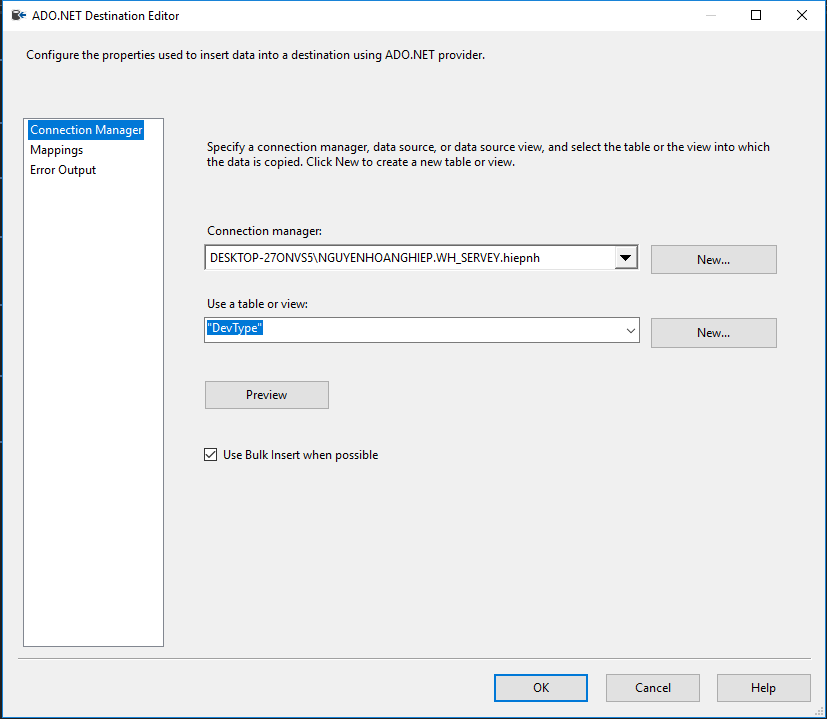 ADO.NET Destination Editor
Configure the properties used to insert data into a destination using ADO.NET provider.
Connection Manager
Mappings
Error Output
Specify a connection manager, data source, or data source view, and select the table or the view into which
the data is copied. Click New to create a new table or view.
Connection manager:
DESKTOP-27ONVS5\NGUYENHOANGHIEP.WH_SERVEY.hiepnh
New...
Use a table or view:
"DevType"
New...
Preview
Use Bulk Insert when possible
OK
Cancel
Help